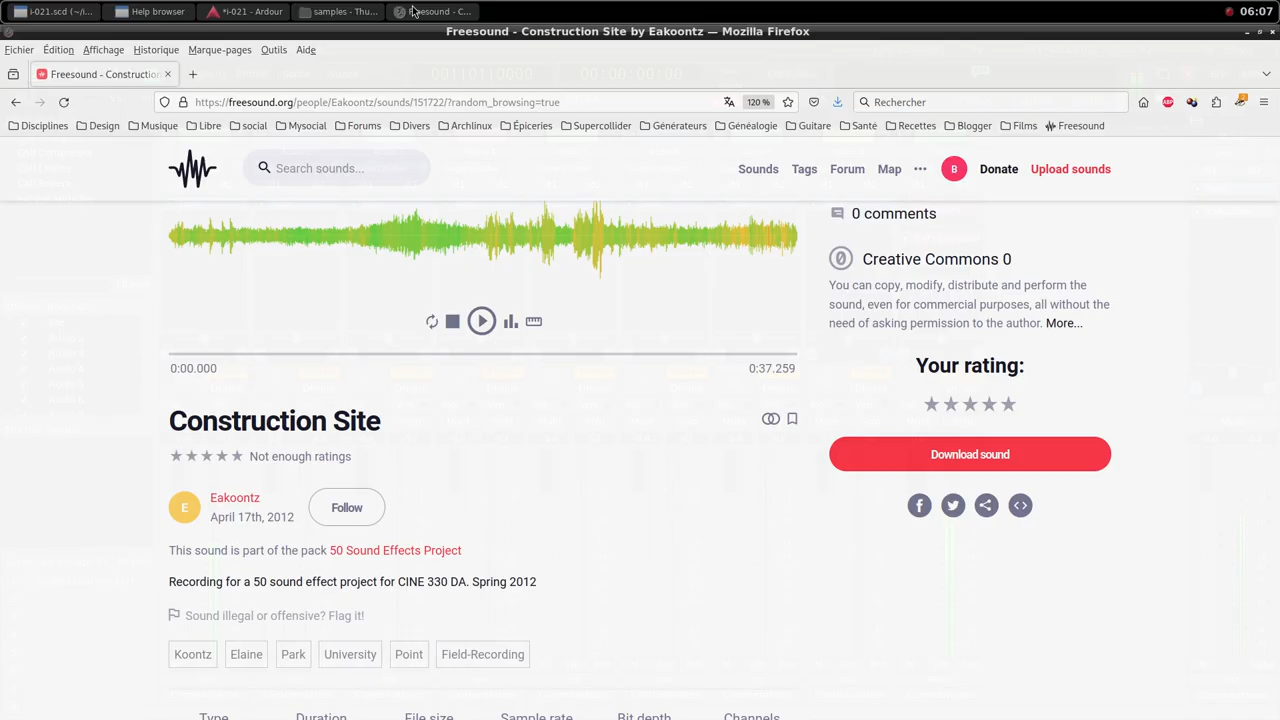 i-021.scd (~/i...
Help browser
*i-021 - Ardour
samples - Thu...
Freesound - C...
06:07
Freesound - Construction Site by Eakoontz — Mozilla Firefox
Fichier
Édition
Affichage
Historique
Marque-pages
Outils
Aide
Freesound - Construction
https://freesound.org/people/Eakoontz/sounds/151722/?random_browsing=true
120 %
Rechercher
ABP
2
Disciplines
Design
Musique
Libre
social
Mysocial
Forums
Divers
Archlinux
Épiceries
Supercollider
Générateurs
Généalogie
Guitare
Santé
Recettes
Blogger
Films
Freesound
Search sounds...
Sounds
Tags
Forum
Map
B
Donate
Upload sounds
0 comments
Creative Commons 0
You can copy, modify, distribute and perform the
sound, even for commercial purposes, all without the
need of asking permission to the author. More...
Your rating:
0:00.000
0:37.259
Construction Site
Download sound
Not enough ratings
E
Eakoontz
April 17th, 2012
Follow
This sound is part of the pack 50 Sound Effects Project
Recording for a 50 sound effect project for CINE 330 DA. Spring 2012
Sound illegal or offensive? Flag it!
Koontz
Elaine
Park
University
Point
Field-Recording
Type
Duration
File size
Sample rate
Bit depth
Channels